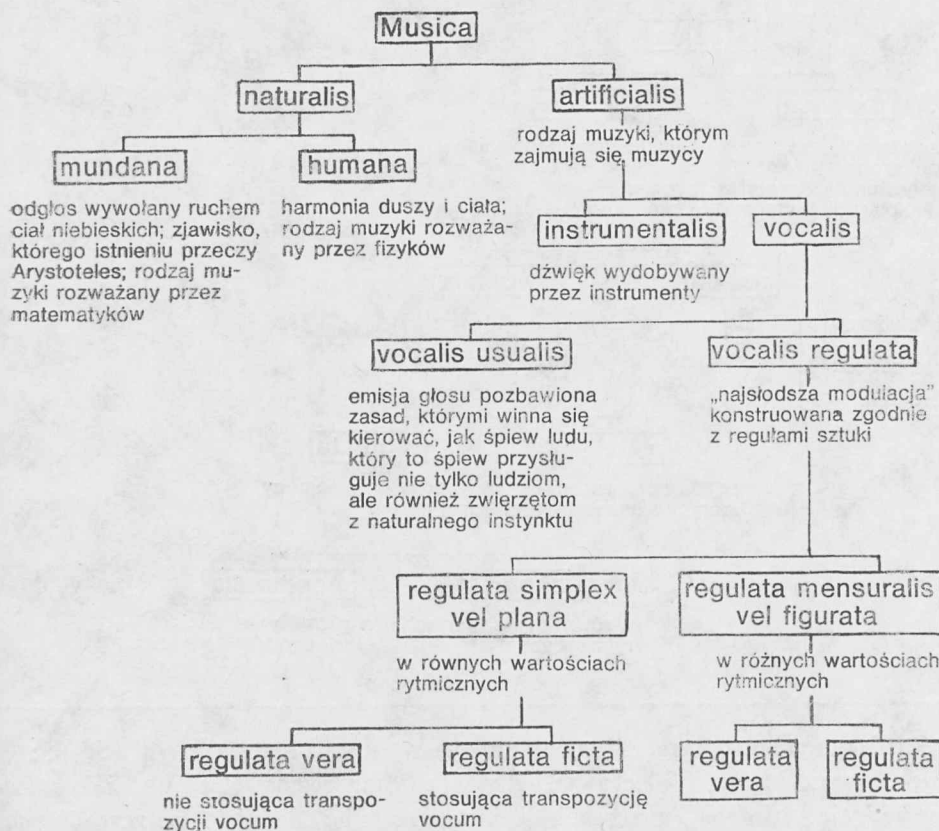 Musica
naturalis
artificialis
rodzaj muzyki, którym
zajmują się muzycy
mundana
humana
odgłos wywołany ruchem
ciał niebieskich; zjawisko,
którego istnieniu przeczy
Arystoteles; rodzaj mu-
zyki rozważany przez
matematyków
harmonia duszy i ciała;
rodzaj muzyki rozważa-
ny przez fizyków
instrumentalis
vocalis
dźwięk wydobywany
przez instrumenty
vocalis usualis
vocalis regulata
emisja głosu pozbawiona
zasad, którymi winna się
kierować, jak śpiew ludu,
który to śpiew przysłu-
guje nie tylko ludziom,
ale również zwięrzętom
z naturalnego instynktu
„najsłodsza modulacja”
konstruowana zgodnie
z regułami sztuki
regulata simplex
vel plana
regulata mensuralis
vel figurata
w równych wartościach
rytmicznych
w różnych wartościach
rytmicznych
regulata vera
regulata ficta
regulata
vera
regulata
ficta
nie stosująca transpo-
zycji vocum
stosująca transpozycję
vocum